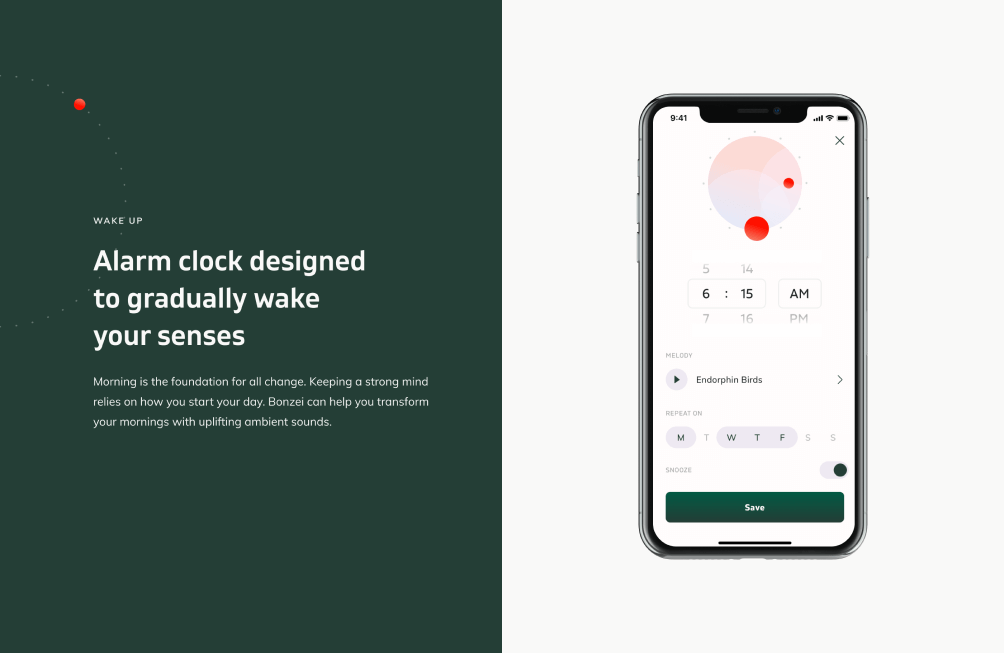 WAKE UP
Alarm clock designed
to gradually wake
your senses
Morning is the foundation for all change. Keeping a strong mind
relies on how you start your day. Bonzei can help you transform
your mornings with uplifting ambient sounds.
9:41
5 14
6 : 15 AM
7 16 PM
MELODY
Endorphin Birds
REPEAT ON
M T W T F S S
SNOOZE
Save